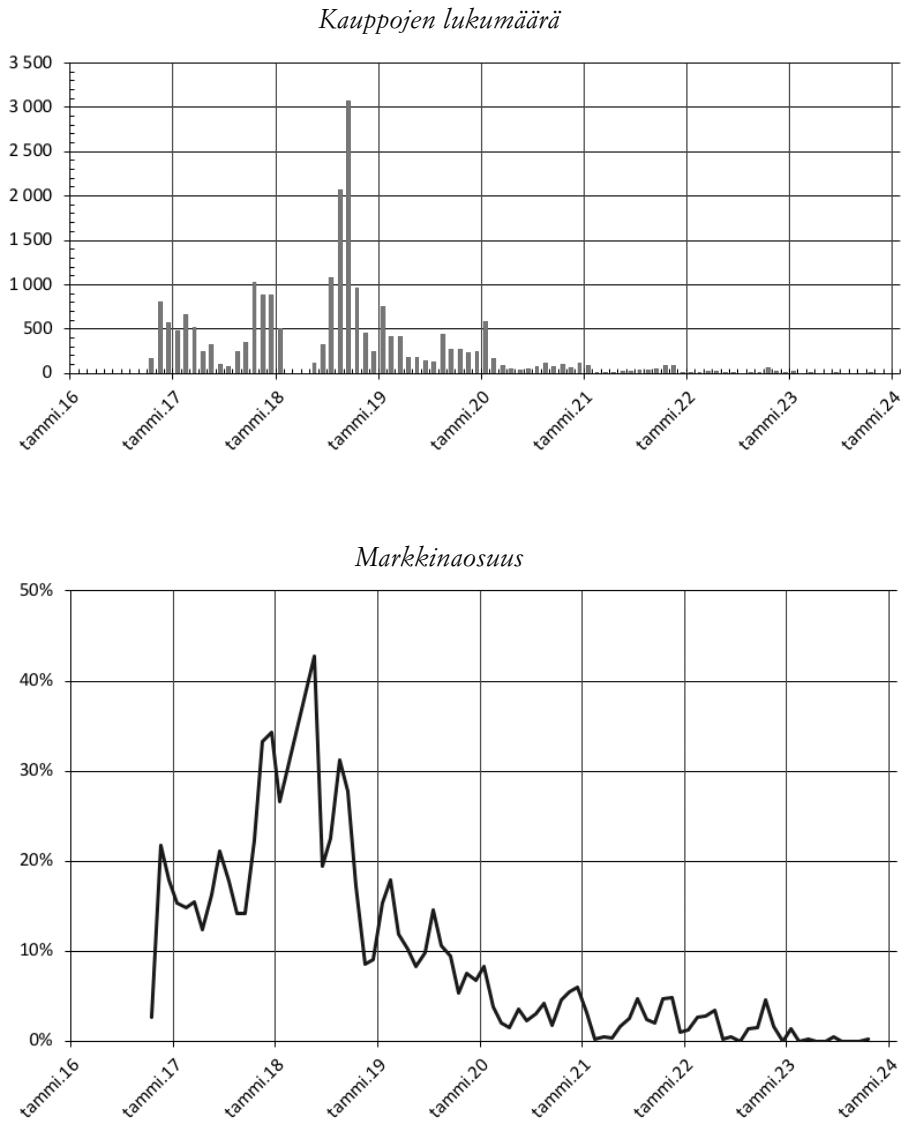 Kauppojen lukumäärä
3 500
3 000
2 500
2 000
1 500
1 000
500
0
tammi.16
tammi.17
tammi.18
tammi.19
tammi.20
tammi.21
tammi.22
tammi.23
tammi.24
Markkinaosuus
50%
40%
30%
20%
10%
0%
tammi.16
tammi.17
tammi.18
tammi.19
tammi.20
tammi.21
tammi.22
tammi.23
tammi.24